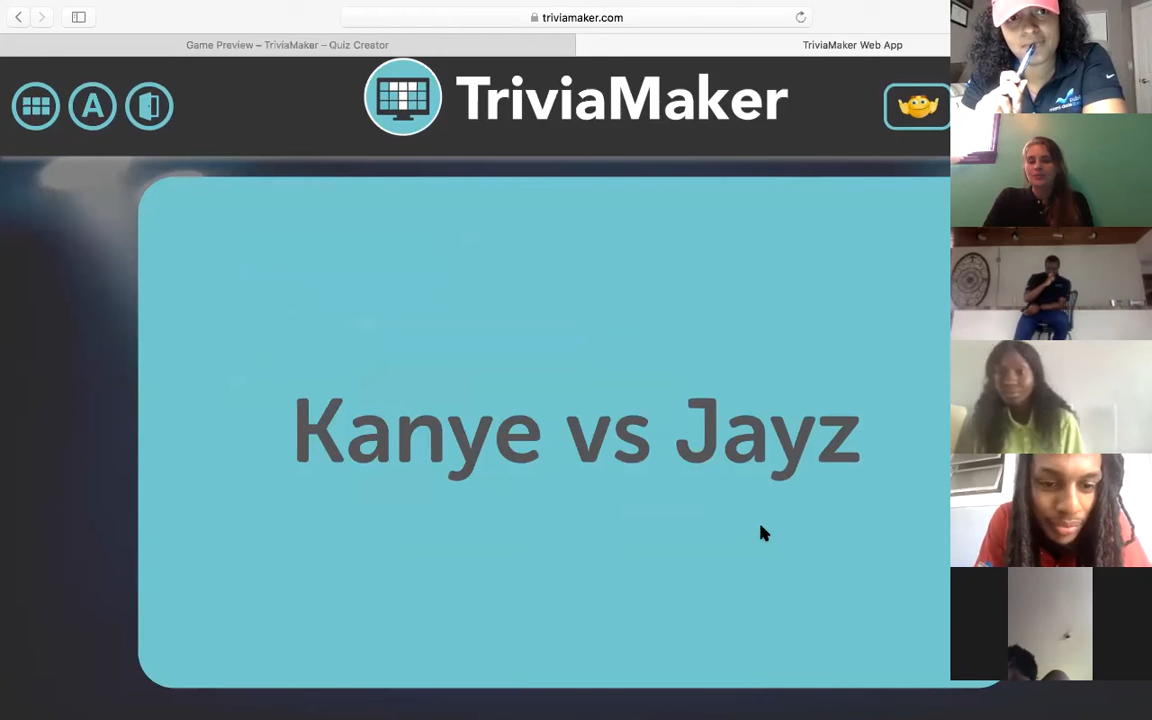 triviamaker.com
Game Preview – TriviaMaker – Quiz Creator
TriviaMaker Web App
A
TriviaMaker
Kanye vs Jayz